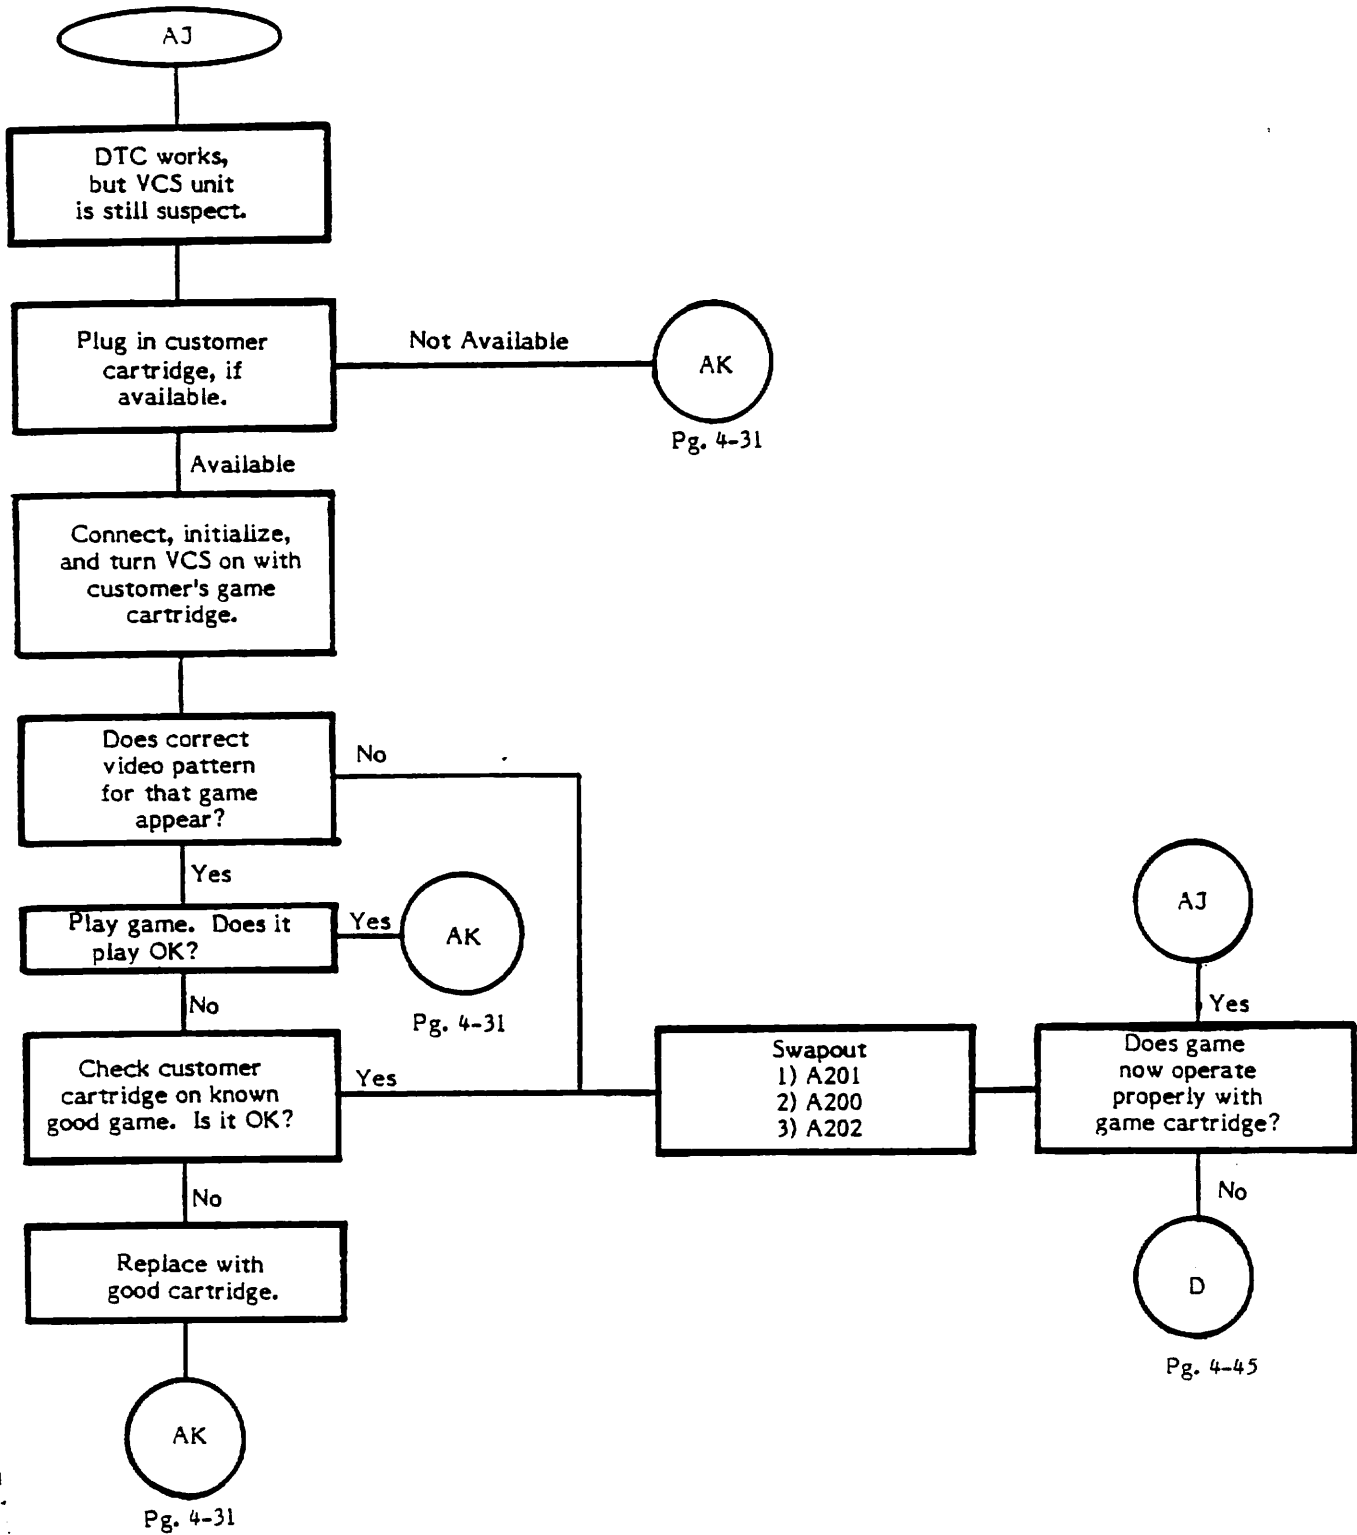 AJ
DTC works,
but VCS unit
is still suspect.
Plug in customer
cartridge, if
available.
Not Available
AK
Pg. 4-31
Available
Connect, initialize,
and turn VCS on with
customer's game
cartridge.
Does correct
video pattern
for that game
appear?
No
Yes
Play game. Does it
play OK?
Yes
AK
Pg. 4-31
No
Check customer
cartridge on known
good game. Is it OK?
Yes
Swapout
1) A201
2) A200
3) A202
AJ
Yes
Does game
now operate
properly with
game cartridge?
No
D
Pg. 4-45
No
Replace with
good cartridge.
AK
Pg. 4-31